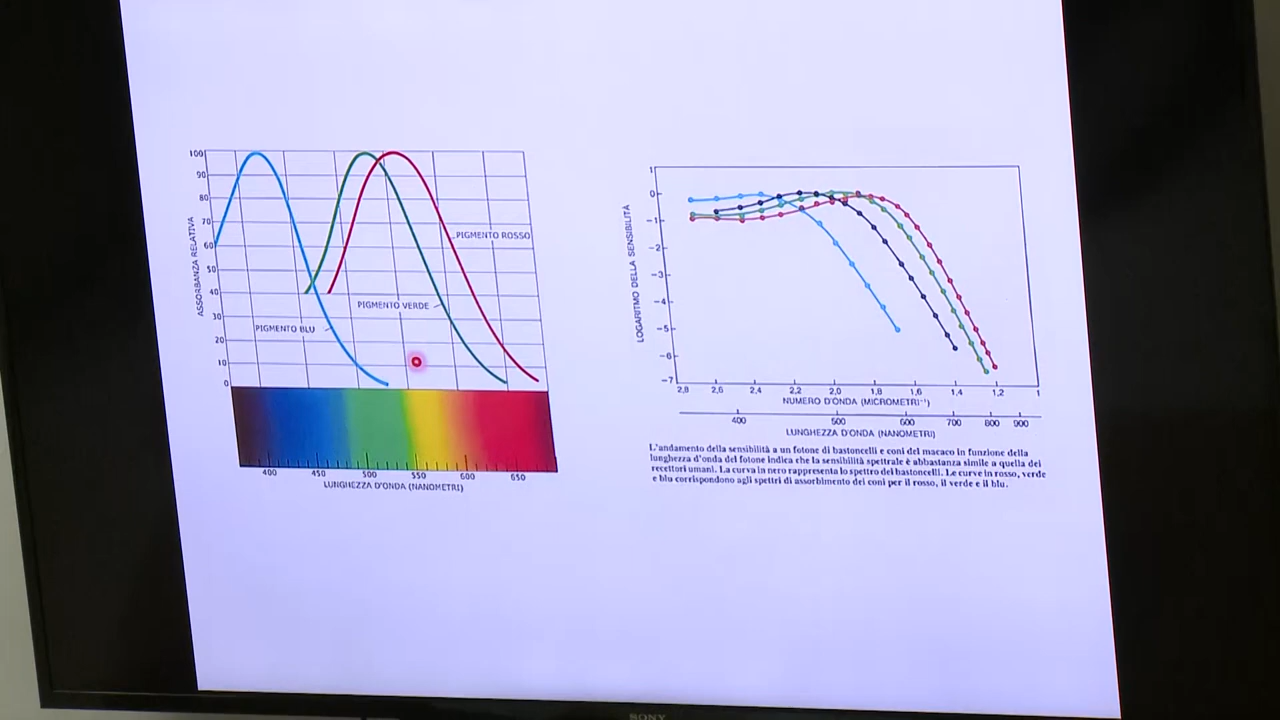 100
90
80
70
60
50
40
30
20
10
0
ASSORBANZA RELATIVA
PIGMENTO ROSSO
PIGMENTO VERDE
PIGMENTO BLU
400 450 500 550 600 650
LUNGHEZZA D'ONDA (NANOMETRI)
1
0
−1
−2
−3
−4
−5
−6
−7
LOGARITMO DELLA SENSIBILITÀ
2,8 2,6 2,4 2,2 2,0 1,8 1,6 1,4 1,2 1
NUMERO D'ONDA (MICROMETRI⁻¹)
400 500 600 700 800 900
LUNGHEZZA D'ONDA (NANOMETRI)
L'andamento della sensibilità a un fotone di bastoncelli e coni del macaco in funzione della
lunghezza d'onda del fotone indica che la sensibilità spettrale è abbastanza simile a quella dei
recettori umani. La curva in nero rappresenta lo spettro dei bastoncelli. Le curve in rosso, verde
e blu corrispondono agli spettri di assorbimento dei coni per il rosso, il verde e il blu.
SONY